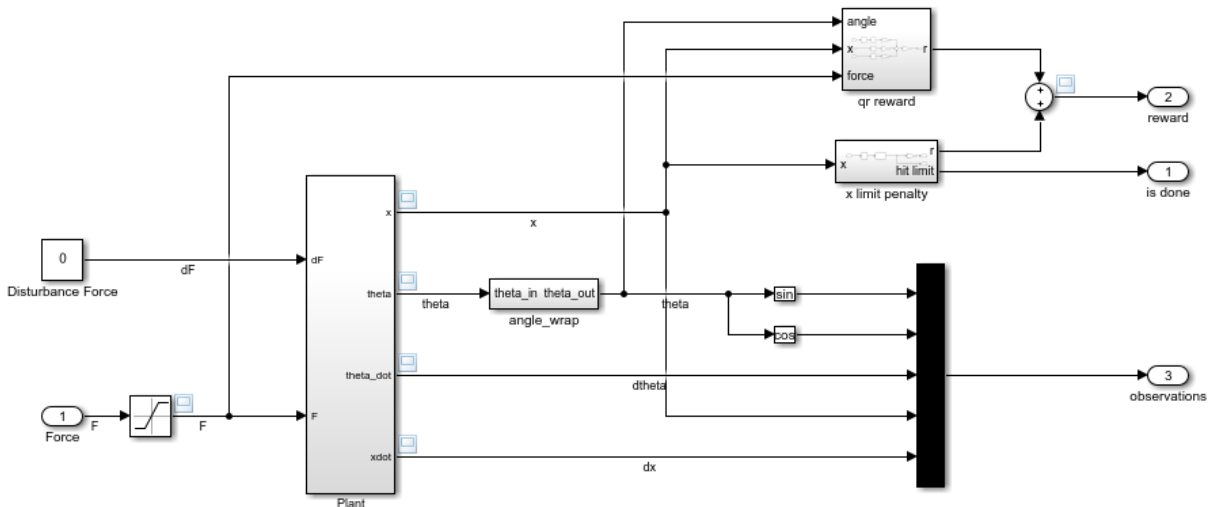 angle
x
force
r
qr reward
+
+
2
reward
x
r
hit limit
x limit penalty
1
is done
0
Disturbance Force
dF
dF
x
x
theta
theta
theta_in theta_out
angle_wrap
theta
sin
cos
theta_dot
dtheta
3
observations
1
Force
F
F
F
xdot
dx
Plant